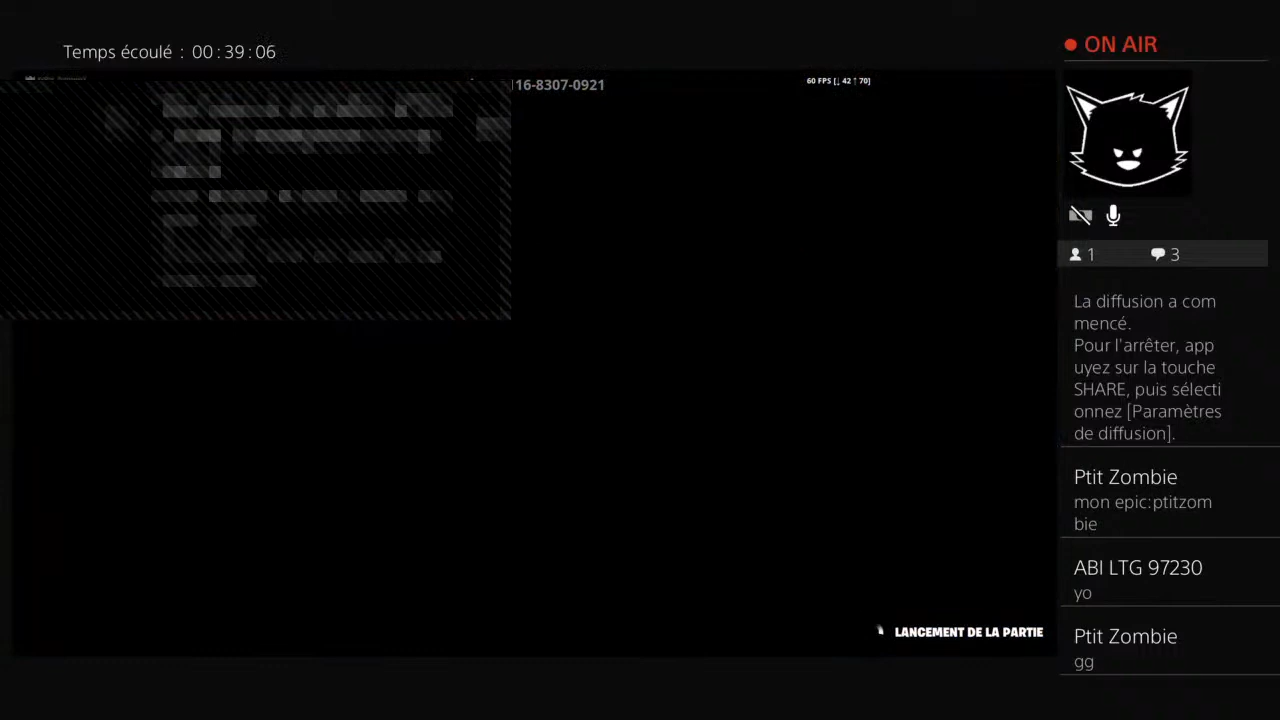 Temps écoulé : 00:39:06
ON AIR
16-8307-0921
60 FPS [↓ 42 ↑ 70]
1
3
La diffusion a com
mencé.
Pour l'arrêter, app
uyez sur la touche
SHARE, puis sélecti
onnez [Paramètres
de diffusion].
Ptit Zombie
mon epic:ptitzom
bie
ABI LTG 97230
yo
Ptit Zombie
gg
LANCEMENT DE LA PARTIE